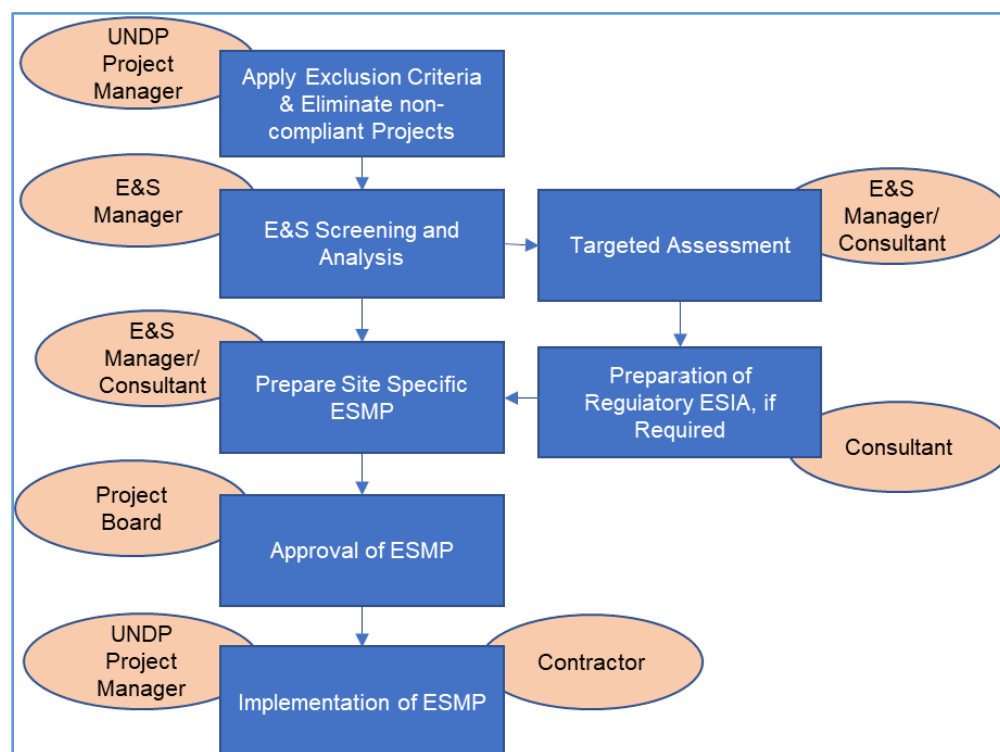 UNDP
Project
Manager
Apply Exclusion Criteria
& Eliminate non-
compliant Projects
E&S
Manager
E&S Screening and
Analysis
Targeted Assessment
E&S
Manager/
Consultant
E&S
Manager/
Consultant
Prepare Site Specific
ESMP
Preparation of
Regulatory ESIA, if
Required
Consultant
Project
Board
Approval of ESMP
UNDP
Project
Manager
Implementation of ESMP
Contractor